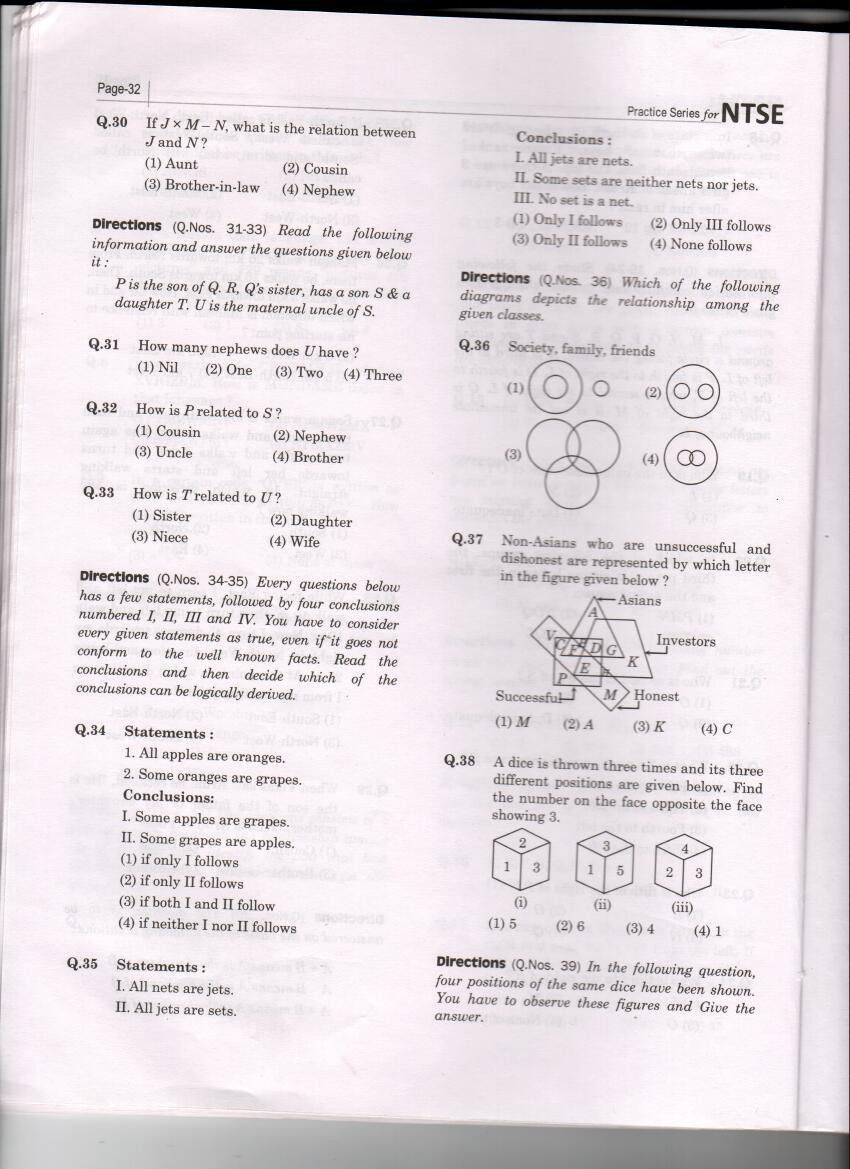 Page-32
Practice Series for NTSE
Q.30 If J × M – N, what is the relation between
J and N ?
(1) Aunt (2) Cousin
(3) Brother-in-law (4) Nephew
Directions (Q.Nos. 31-33) Read the following
information and answer the questions given below
it :
P is the son of Q. R, Q's sister, has a son S & a
daughter T. U is the maternal uncle of S.
Q.31 How many nephews does U have ?
(1) Nil (2) One (3) Two (4) Three
Q.32 How is P related to S ?
(1) Cousin (2) Nephew
(3) Uncle (4) Brother
Q.33 How is T related to U ?
(1) Sister (2) Daughter
(3) Niece (4) Wife
Directions (Q.Nos. 34-35) Every questions below
has a few statements, followed by four conclusions
numbered I, II, III and IV. You have to consider
every given statements as true, even if it goes not
conform to the well known facts. Read the
conclusions and then decide which of the
conclusions can be logically derived.
Q.34 Statements :
1. All apples are oranges.
2. Some oranges are grapes.
Conclusions:
I. Some apples are grapes.
II. Some grapes are apples.
(1) if only I follows
(2) if only II follows
(3) if both I and II follow
(4) if neither I nor II follows
Q.35 Statements :
I. All nets are jets.
II. All jets are sets.
Conclusions :
I. All jets are nets.
II. Some sets are neither nets nor jets.
III. No set is a net.
(1) Only I follows (2) Only III follows
(3) Only II follows (4) None follows
Directions (Q.Nos. 36) Which of the following
diagrams depicts the relationship among the
given classes.
Q.36 Society, family, friends
(1) (2)
(3) (4)
Q.37 Non-Asians who are unsuccessful and
dishonest are represented by which letter
in the figure given below ?
Asians
A
V
C F D G
Investors
K
E
P
Successful M Honest
(1) M (2) A (3) K (4) C
Q.38 A dice is thrown three times and its three
different positions are given below. Find
the number on the face opposite the face
showing 3.
2 3 4
1 3 1 5 2 3
(i) (ii) (iii)
(1) 5 (2) 6 (3) 4 (4) 1
Directions (Q.Nos. 39) In the following question,
four positions of the same dice have been shown.
You have to observe these figures and Give the
answer.